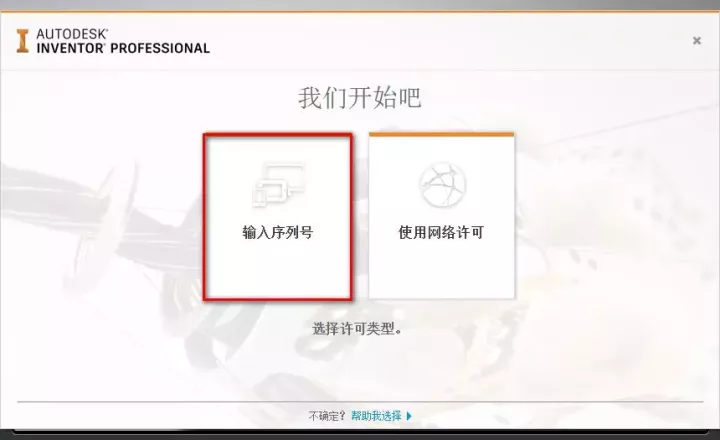 AUTODESK®
INVENTOR® PROFESSIONAL
我们开始吧
输入序列号
使用网络许可
选择许可类型。
不确定? 帮助我选择